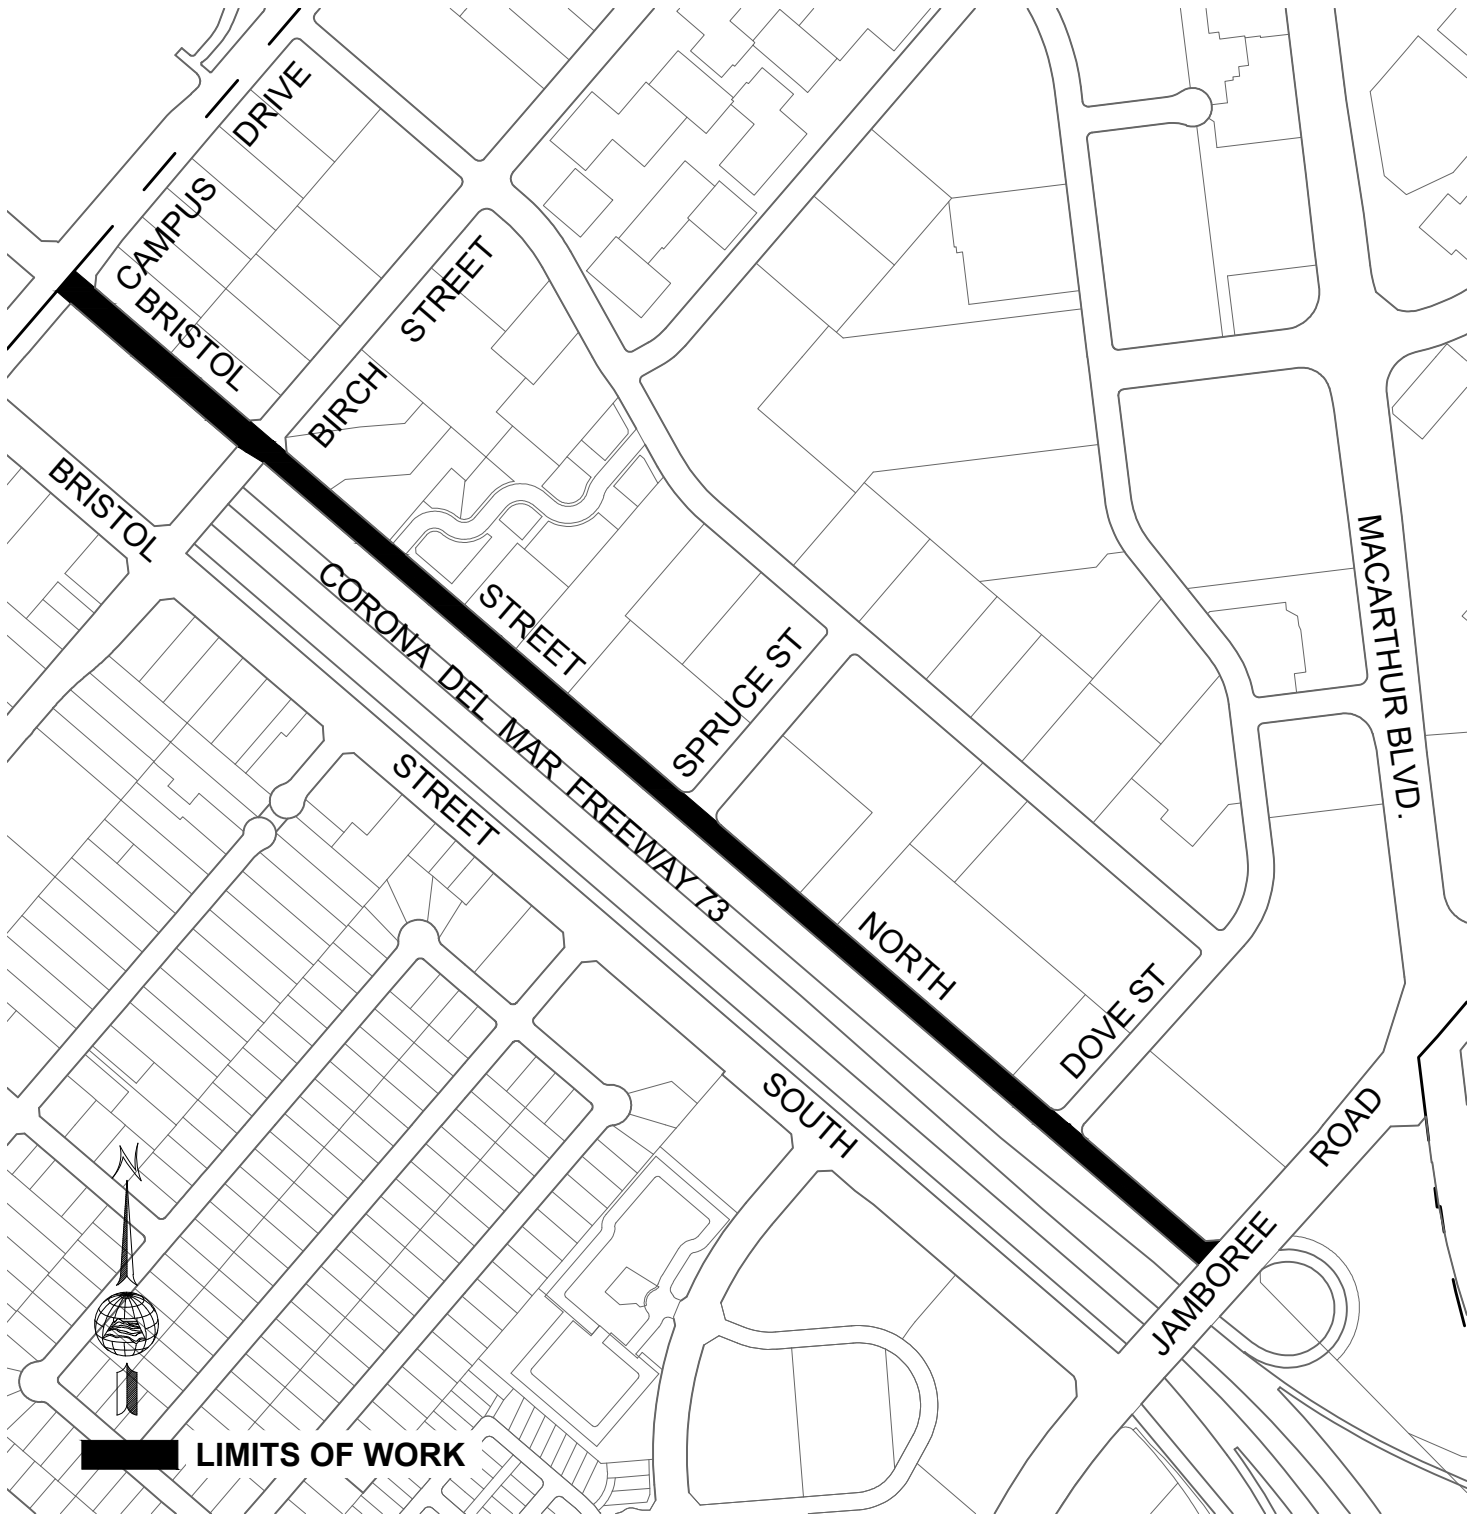 CAMPUS DRIVE
BRISTOL STREET NORTH
BIRCH STREET
BRISTOL STREET SOUTH
CORONA DEL MAR FREEWAY 73
SPRUCE ST
DOVE ST
MACARTHUR BLVD.
JAMBOREE ROAD
N
LIMITS OF WORK